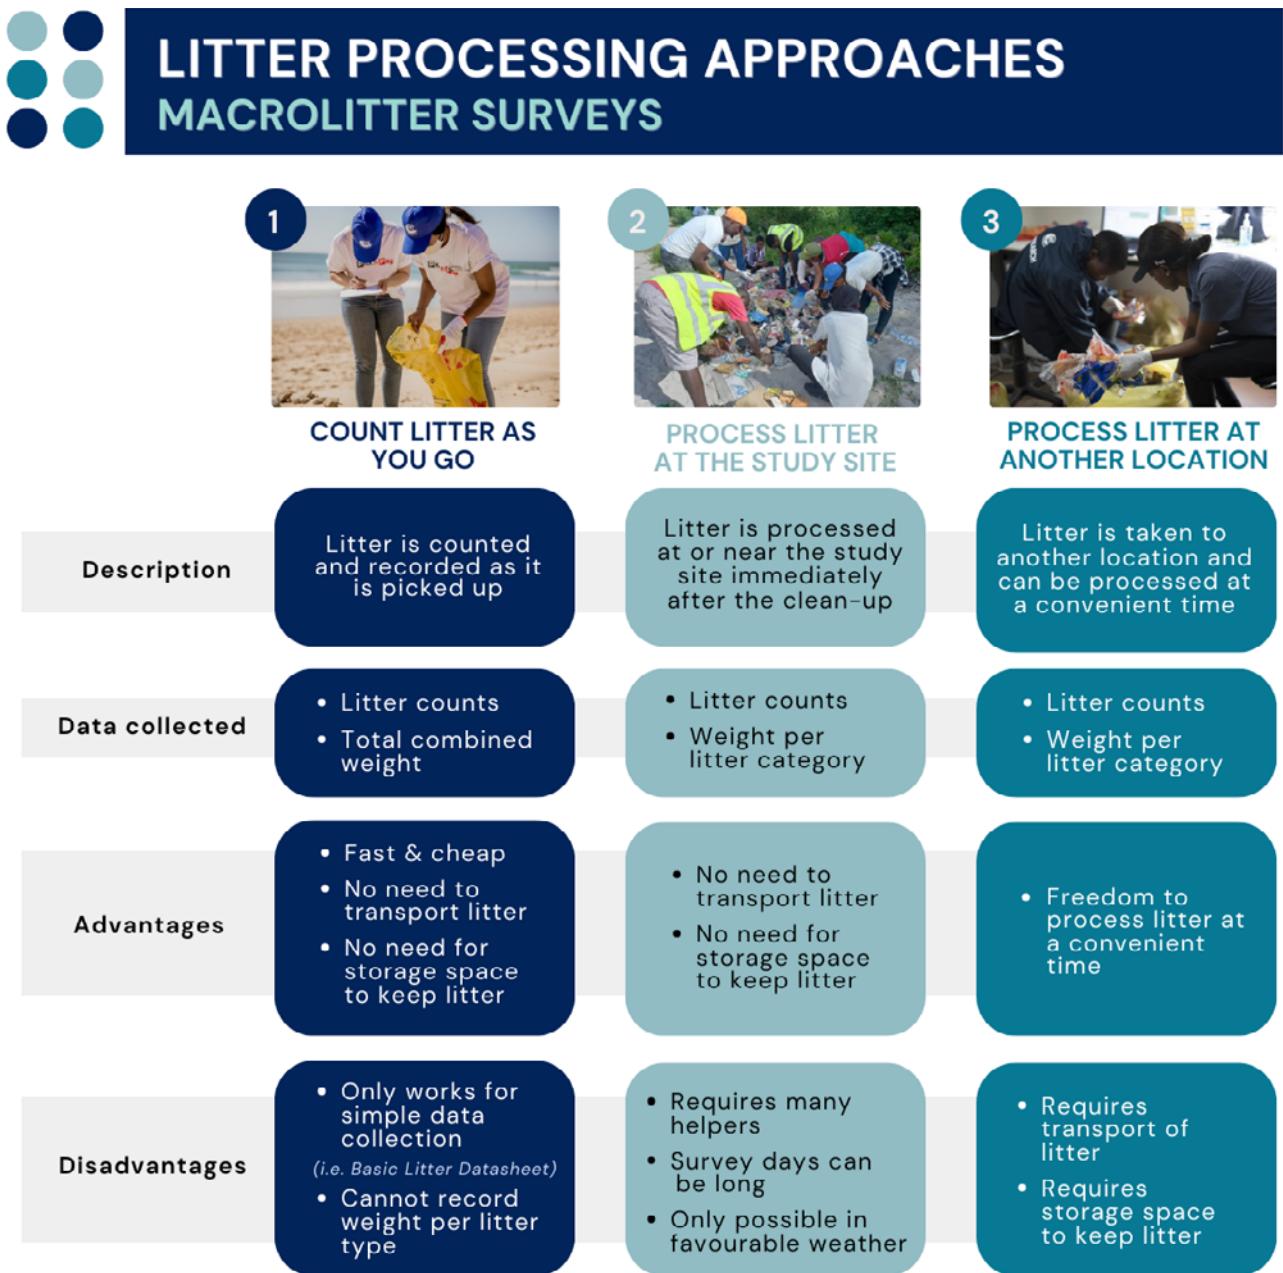 LITTER PROCESSING APPROACHES
MACROLITTER SURVEYS
1
2
3
COUNT LITTER AS
YOU GO
PROCESS LITTER
AT THE STUDY SITE
PROCESS LITTER AT
ANOTHER LOCATION
Description
Litter is counted
and recorded as it
is picked up
Litter is processed
at or near the study
site immediately
after the clean-up
Litter is taken to
another location and
can be processed at
a convenient time
Data collected
• Litter counts
• Total combined
weight
• Litter counts
• Weight per
litter category
• Litter counts
• Weight per
litter category
Advantages
• Fast & cheap
• No need to
transport litter
• No need for
storage space
to keep litter
• No need to
transport litter
• No need for
storage space
to keep litter
• Freedom to
process litter at
a convenient
time
Disadvantages
• Only works for
simple data
collection
(i.e. Basic Litter Datasheet)
• Cannot record
weight per litter
type
• Requires many
helpers
• Survey days can
be long
• Only possible in
favourable weather
• Requires
transport of
litter
• Requires
storage space
to keep litter